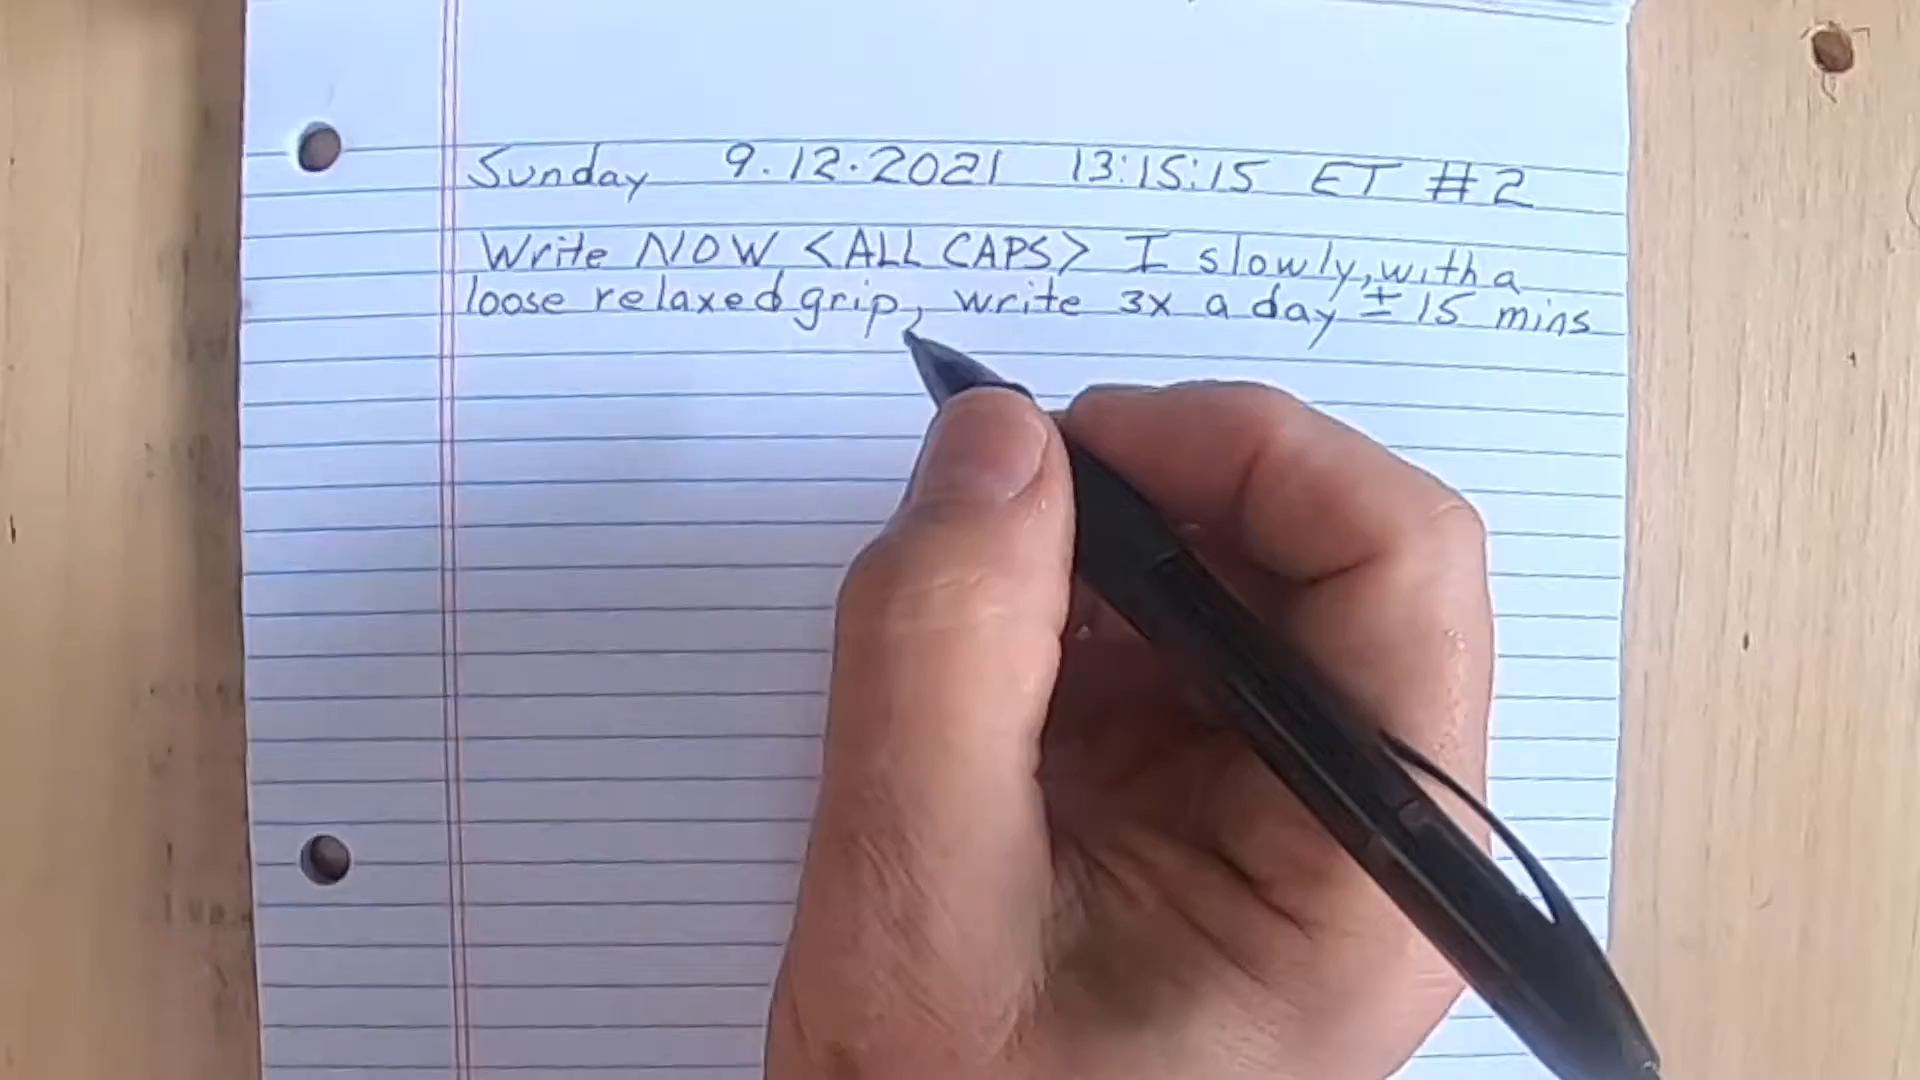 Sunday 9.12.2021 13:15:15 ET #2
Write NOW <ALL CAPS> I slowly, with a
loose relaxed grip, write 3x a day ± 15 mins